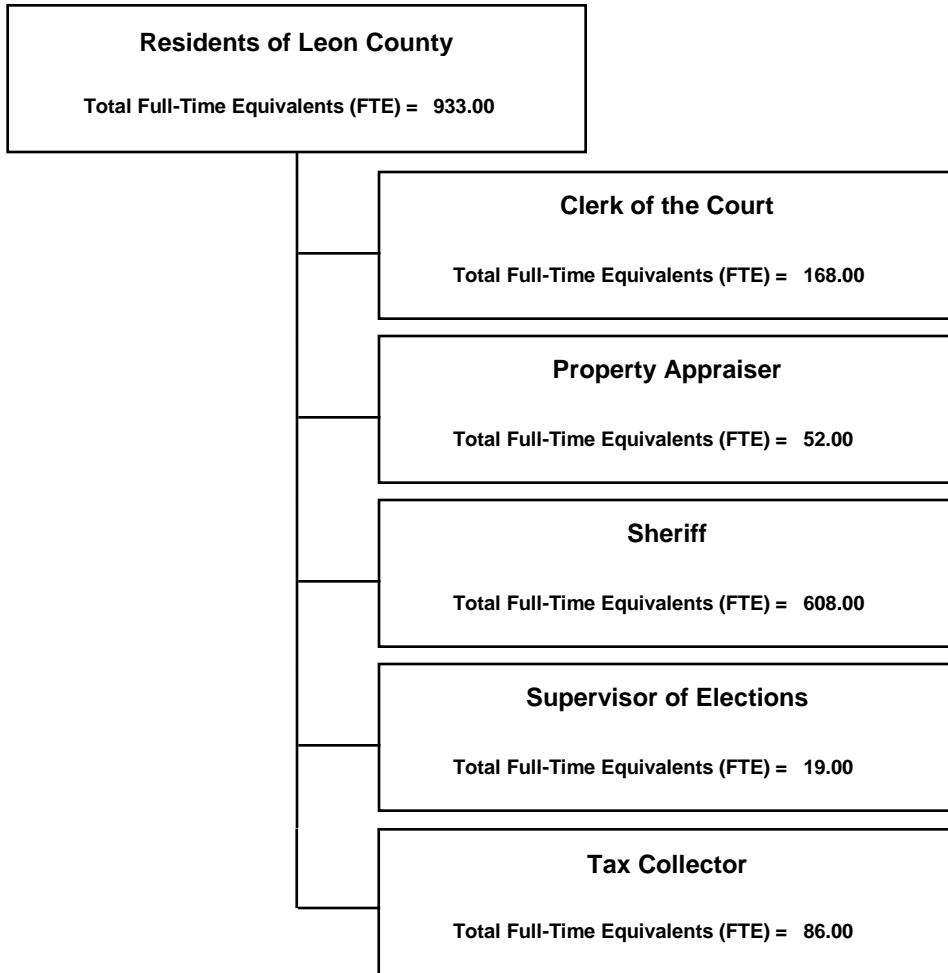 Residents of Leon County
Total Full-Time Equivalents (FTE) = 933.00
Clerk of the Court
Total Full-Time Equivalents (FTE) = 168.00
Property Appraiser
Total Full-Time Equivalents (FTE) = 52.00
Sheriff
Total Full-Time Equivalents (FTE) = 608.00
Supervisor of Elections
Total Full-Time Equivalents (FTE) = 19.00
Tax Collector
Total Full-Time Equivalents (FTE) = 86.00